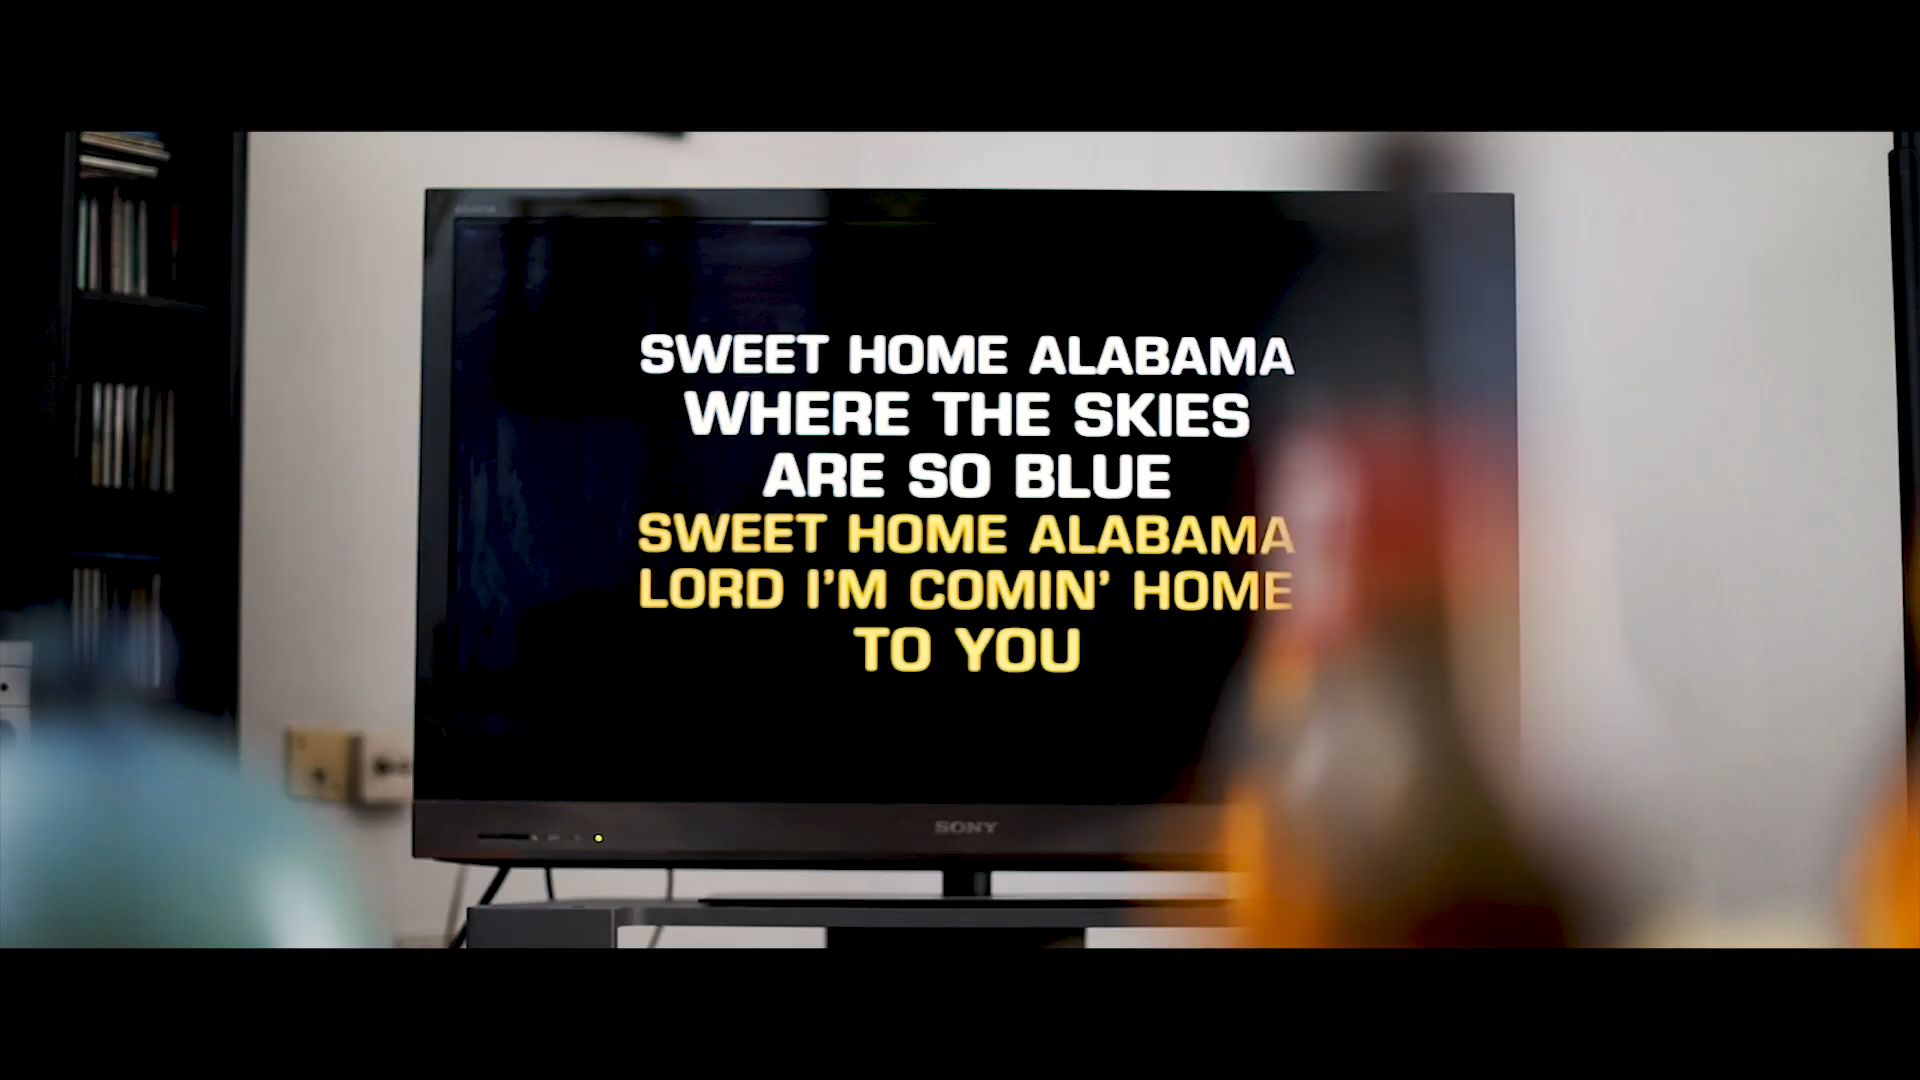 SWEET HOME ALABAMA
WHERE THE SKIES
ARE SO BLUE
SWEET HOME ALABAMA
LORD I'M COMIN' HOME
TO YOU
SONY